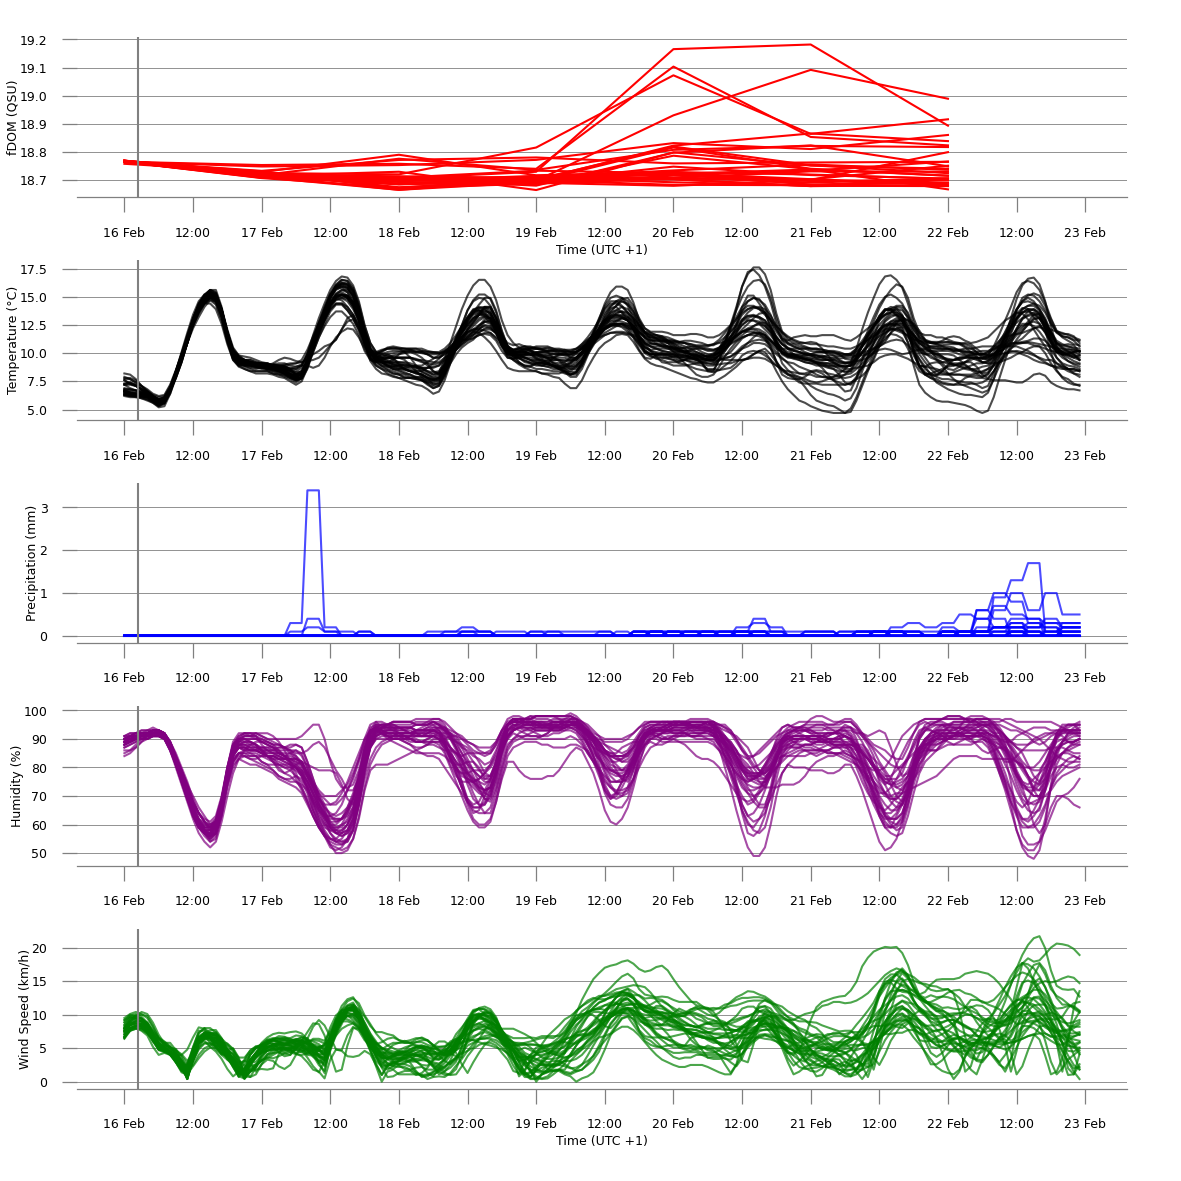 19.2
19.1
19.0
18.9
18.8
18.7
fDOM (QSU)
16 Feb 12:00 17 Feb 12:00 18 Feb 12:00 19 Feb 12:00 20 Feb 12:00 21 Feb 12:00 22 Feb 12:00 23 Feb
Time (UTC +1)
17.5
15.0
12.5
10.0
7.5
5.0
Temperature (°C)
16 Feb 12:00 17 Feb 12:00 18 Feb 12:00 19 Feb 12:00 20 Feb 12:00 21 Feb 12:00 22 Feb 12:00 23 Feb
3
2
1
0
Precipitation (mm)
16 Feb 12:00 17 Feb 12:00 18 Feb 12:00 19 Feb 12:00 20 Feb 12:00 21 Feb 12:00 22 Feb 12:00 23 Feb
100
90
80
70
60
50
Humidity (%)
16 Feb 12:00 17 Feb 12:00 18 Feb 12:00 19 Feb 12:00 20 Feb 12:00 21 Feb 12:00 22 Feb 12:00 23 Feb
20
15
10
5
0
Wind Speed (km/h)
16 Feb 12:00 17 Feb 12:00 18 Feb 12:00 19 Feb 12:00 20 Feb 12:00 21 Feb 12:00 22 Feb 12:00 23 Feb
Time (UTC +1)